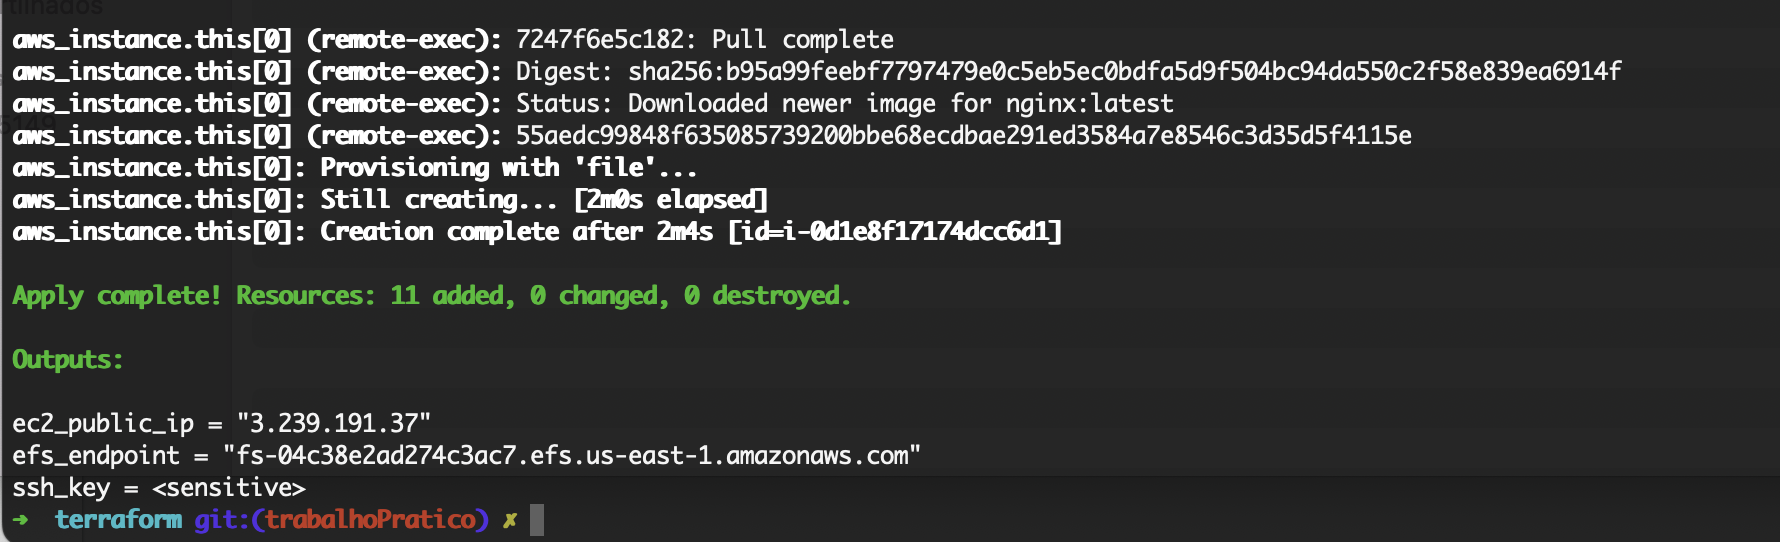 rtilhados
aws_instance.this[0] (remote-exec): 7247f6e5c182: Pull complete
aws_instance.this[0] (remote-exec): Digest: sha256:b95a99feebf7797479e0c5eb5ec0bdfa5d9f504bc94da550c2f58e839ea6914f
aws_instance.this[0] (remote-exec): Status: Downloaded newer image for nginx:latest
aws_instance.this[0] (remote-exec): 55aedc99848f635085739200bbe68ecdbae291ed3584a7e8546c3d35d5f4115e
aws_instance.this[0]: Provisioning with 'file'...
aws_instance.this[0]: Still creating... [2m0s elapsed]
aws_instance.this[0]: Creation complete after 2m4s [id=i-0d1e8f17174dcc6d1]
Apply complete! Resources: 11 added, 0 changed, 0 destroyed.
Outputs:
ec2_public_ip = "3.239.191.37"
efs_endpoint = "fs-04c38e2ad274c3ac7.efs.us-east-1.amazonaws.com"
ssh_key = <sensitive>
➜ terraform git:(trabalhoPratico) ✗